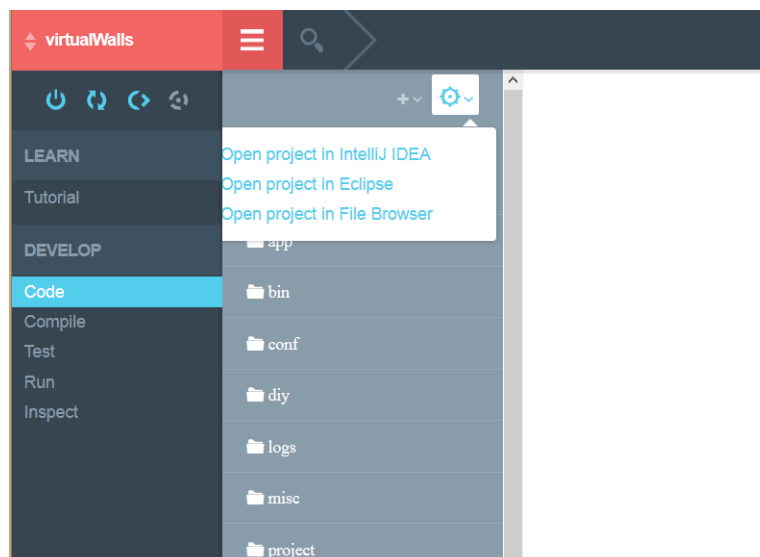 virtualWalls
LEARN
Tutorial
DEVELOP
Code
Compile
Test
Run
Inspect
Open project in IntelliJ IDEA
Open project in Eclipse
Open project in File Browser
app
bin
conf
diy
logs
misc
project